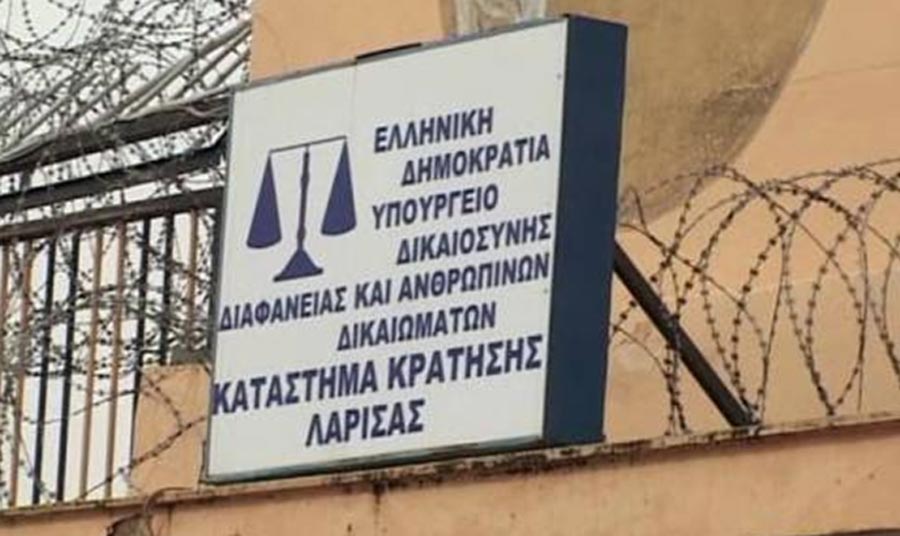 ΕΛΛΗΝΙΚΗ
ΔΗΜΟΚΡΑΤΙΑ
ΥΠΟΥΡΓΕΙΟ
ΔΙΚΑΙΟΣΥΝΗΣ
ΔΙΑΦΑΝΕΙΑΣ ΚΑΙ ΑΝΘΡΩΠΙΝΩΝ
ΔΙΚΑΙΩΜΑΤΩΝ
ΚΑΤΑΣΤΗΜΑ ΚΡΑΤΗΣΗΣ
ΛΑΡΙΣΑΣ